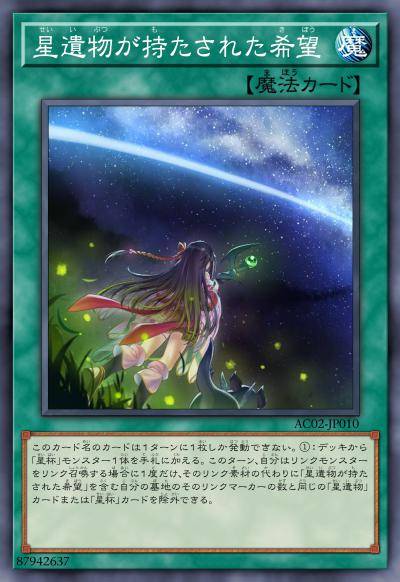 星遺物が持たされた希望
魔
【魔法カード】
AC02-JP010
このカード名のカードは1ターンに1枚しか発動できない。①:デッキから
「星杯」モンスター1体を手札に加える。このターン、自分はリンクモンスター
をリンク召喚する場合に1度だけ、そのリンク素材の代わりに「星遺物が持た
された希望」を含む自分の墓地のそのリンクマーカーの数と同じの「星遺物」
カードまたは「星杯」カードを除外できる。
87942637